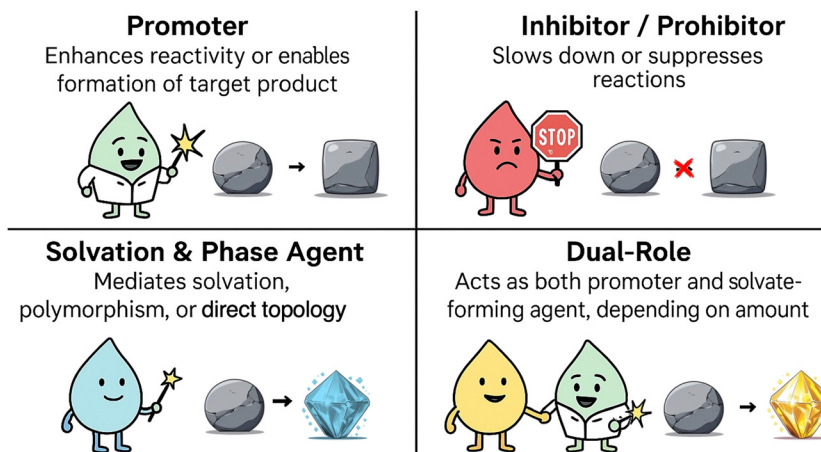 Promoter
Enhances reactivity or enables
formation of target product
Inhibitor / Prohibitor
Slows down or suppresses
reactions
STOP
Solvation & Phase Agent
Mediates solvation,
polymorphism, or direct topology
Dual-Role
Acts as both promoter and solvate-
forming agent, depending on amount